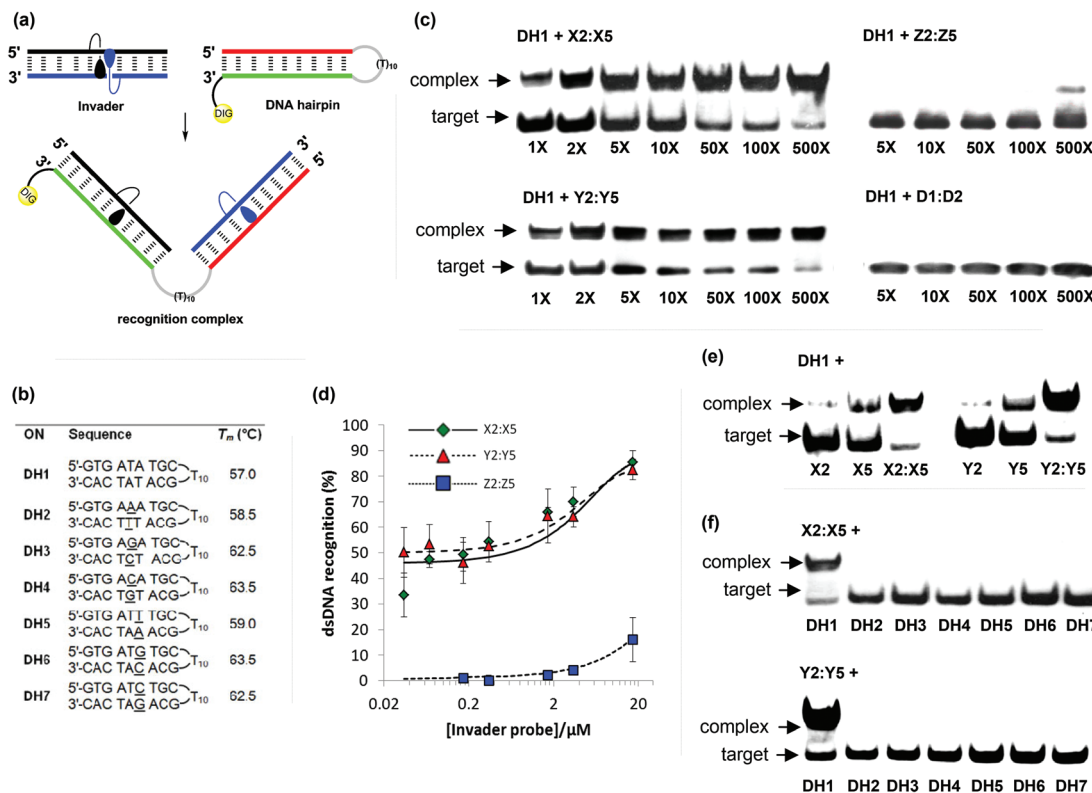 (a)
5'
3'
Invader
5'
3'
(T)10
DIG
DNA hairpin
5'
3'
DIG
3'
5'
(T)10
recognition complex
(b)
ON Sequence Tm (°C)
DH1 5'-GTG ATA TGC T10 57.0
3'-CAC TAT ACG
DH2 5'-GTG AAA TGC T10 58.5
3'-CAC TTT ACG
DH3 5'-GTG AGA TGC T10 62.5
3'-CAC TCT ACG
DH4 5'-GTG ACA TGC T10 63.5
3'-CAC TGT ACG
DH5 5'-GTG ATT TGC T10 59.0
3'-CAC TAA ACG
DH6 5'-GTG ATG TGC T10 63.5
3'-CAC TAC ACG
DH7 5'-GTG ATC TGC T10 62.5
3'-CAC TAG ACG
(c)
DH1 + X2:X5
complex
target
1X 2X 5X 10X 50X 100X 500X
DH1 + Z2:Z5
5X 10X 50X 100X 500X
DH1 + Y2:Y5
complex
target
1X 2X 5X 10X 50X 100X 500X
DH1 + D1:D2
5X 10X 50X 100X 500X
(d)
dsDNA recognition (%)
100
90
80
70
60
50
40
30
20
10
0
X2:X5
Y2:Y5
Z2:Z5
0.02 0.2 2 20
[Invader probe]/µM
(e)
DH1 +
complex
target
X2 X5 X2:X5 Y2 Y5 Y2:Y5
(f)
X2:X5 +
complex
target
DH1 DH2 DH3 DH4 DH5 DH6 DH7
Y2:Y5 +
complex
target
DH1 DH2 DH3 DH4 DH5 DH6 DH7